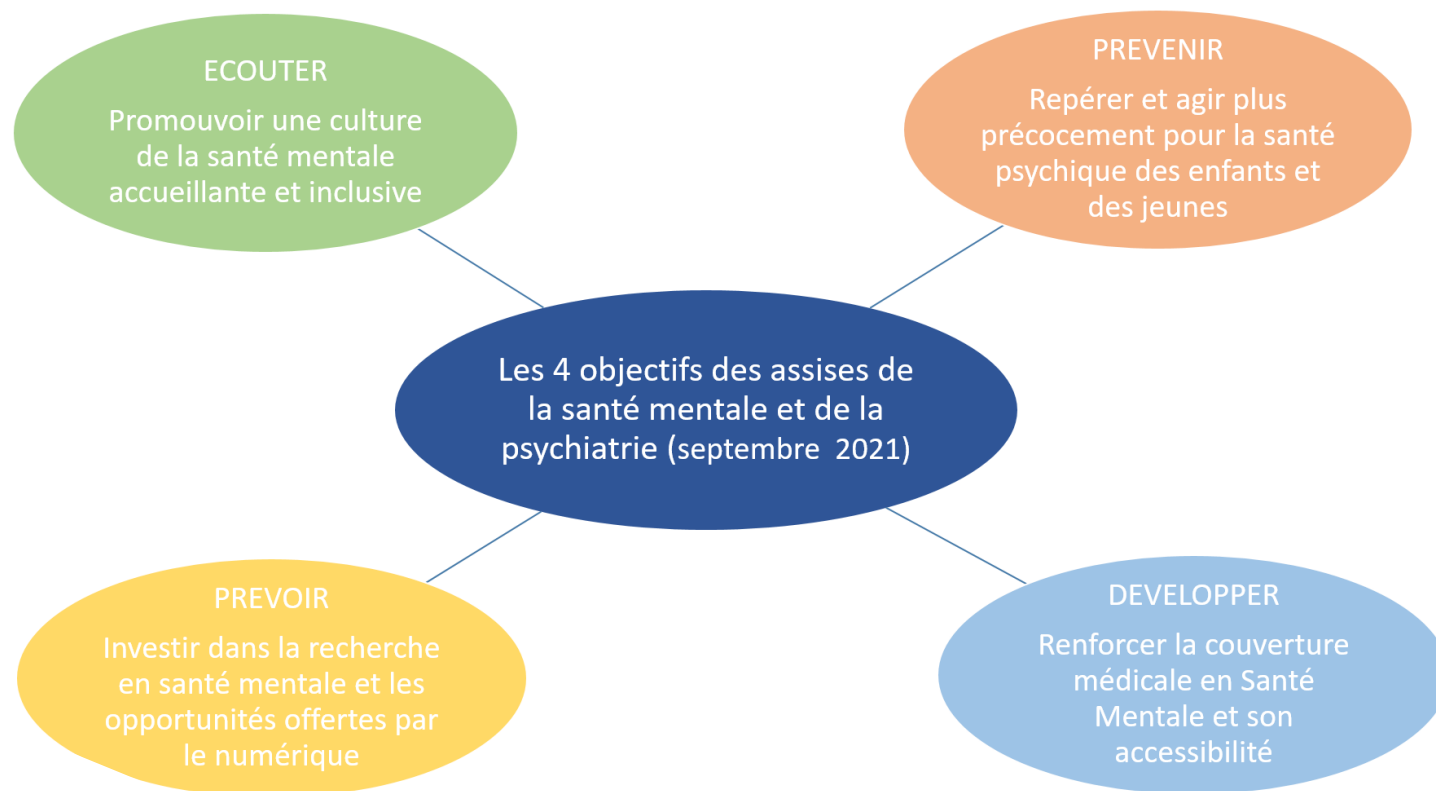 ECOUTER
Promouvoir une culture
de la santé mentale
accueillante et inclusive
PREVENIR
Repérer et agir plus
précocement pour la santé
psychique des enfants et
des jeunes
Les 4 objectifs des assises de
la santé mentale et de la
psychiatrie (septembre  2021)
PREVOIR
Investir dans la recherche
en santé mentale et les
opportunités offertes par
le numérique
DEVELOPPER
Renforcer la couverture
médicale en Santé
Mentale et son
accessibilité